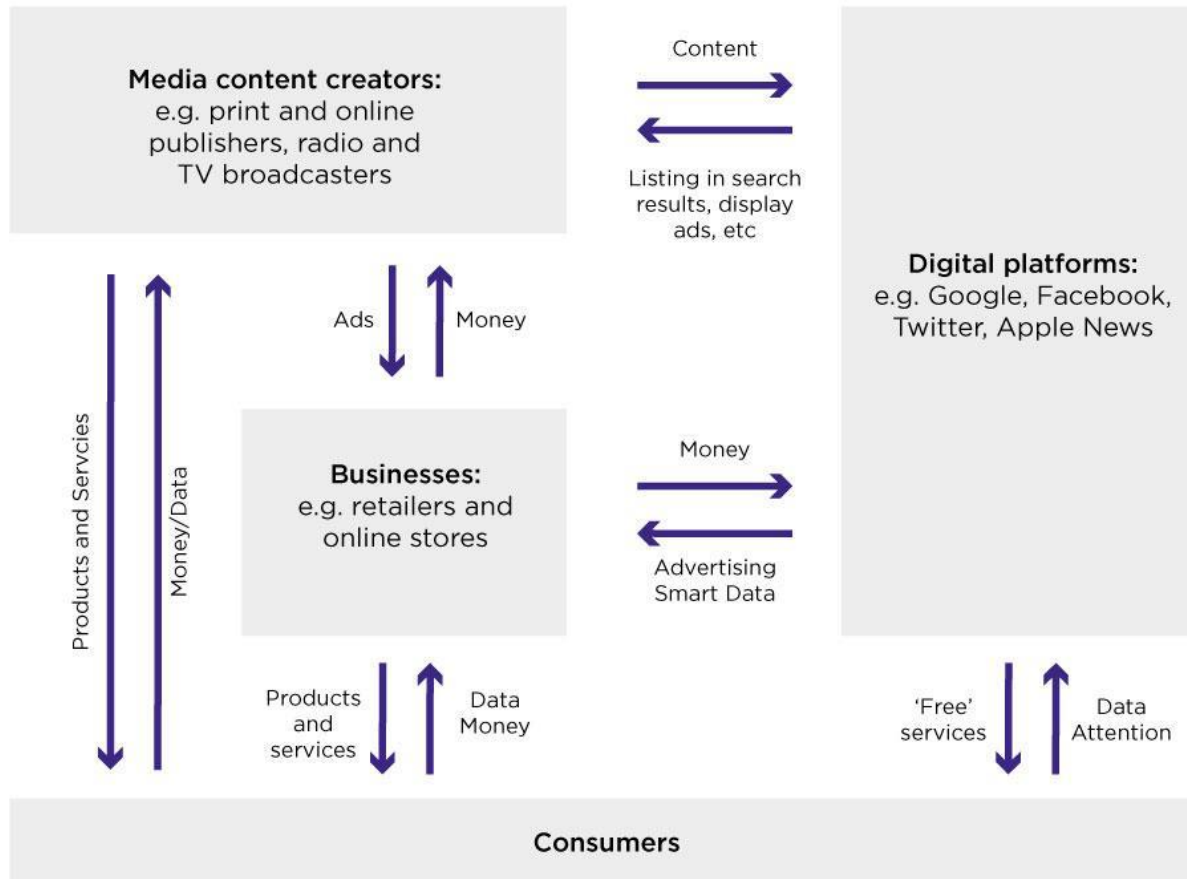 Media content creators:
e.g. print and online
publishers, radio and
TV broadcasters
Content
Listing in search
results, display
ads, etc
Digital platforms:
e.g. Google, Facebook,
Twitter, Apple News
Ads
Money
Products and Servcies
Money/Data
Businesses:
e.g. retailers and
online stores
Money
Advertising
Smart Data
Products
and
services
Data
Money
‘Free’
services
Data
Attention
Consumers